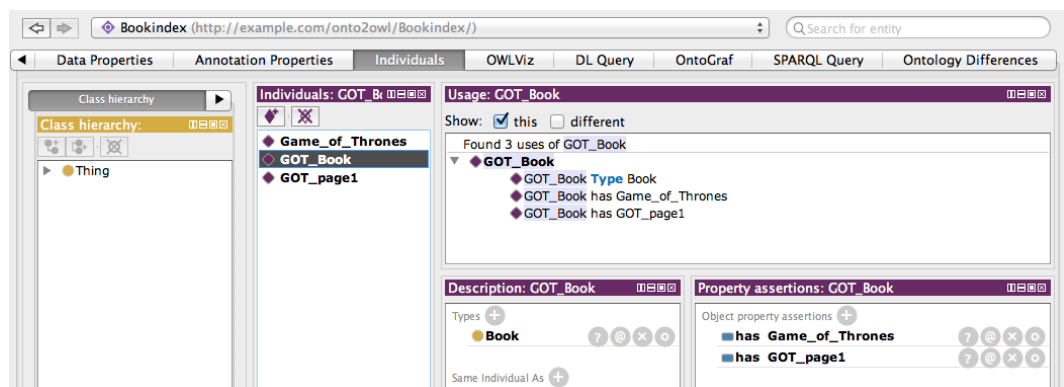 Bookindex (http://example.com/onto2owl/Bookindex/)
Search for entity
Data Properties
Annotation Properties
Individuals
OWLViz
DL Query
OntoGraf
SPARQL Query
Ontology Differences
Class hierarchy
Class hierarchy:
Thing
Individuals: GOT_B
Game_of_Thrones
GOT_Book
GOT_page1
Usage: GOT_Book
Show: this different
Found 3 uses of GOT_Book
GOT_Book
GOT_Book Type Book
GOT_Book has Game_of_Thrones
GOT_Book has GOT_page1
Description: GOT_Book
Types
Book
Same Individual As
Property assertions: GOT_Book
Object property assertions
has Game_of_Thrones
has GOT_page1